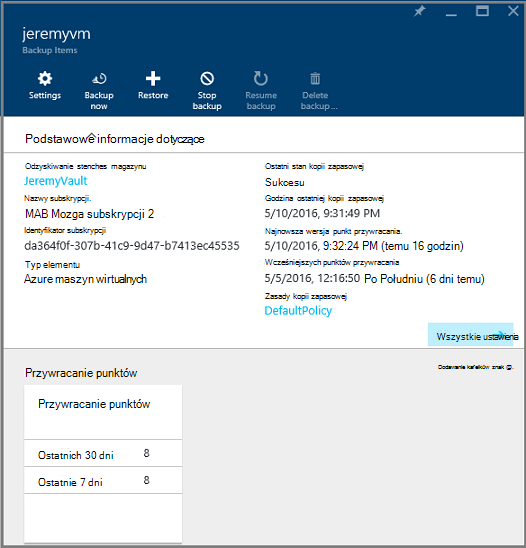 jeremyvm
Backup Items
Settings
Backup now
Restore
Stop backup
Resume backup
Delete backup ...
Podstawowe informacje dotyczące
Odzyskiwanie stenches magazynu
JeremyVault
Nazwy subskrypcji.
MAB Mozga subskrypcji 2
Identyfikator subskrypcji
da364f0f-307b-41c9-9d47-b7413ec45535
Typ elementu
Azure maszyn wirtualnych
Ostatni stan kopii zapasowej
Sukcesu
Godzina ostatniej kopii zapasowej
5/10/2016, 9:31:49 PM
Najnowsza wersja punkt przywracania.
5/10/2016, 9:32:24 PM (temu 16 godzin)
Wcześniejszych punktów przywracania
5/5/2016, 12:16:50 Po Południu (6 dni temu)
Zasady kopii zapasowej
DefaultPolicy
Wszystkie ustawienia
Dodawanie kafelków znak @.
Przywracanie punktów
Przywracanie punktów
Ostatnich 30 dni 8
Ostatnie 7 dni 8